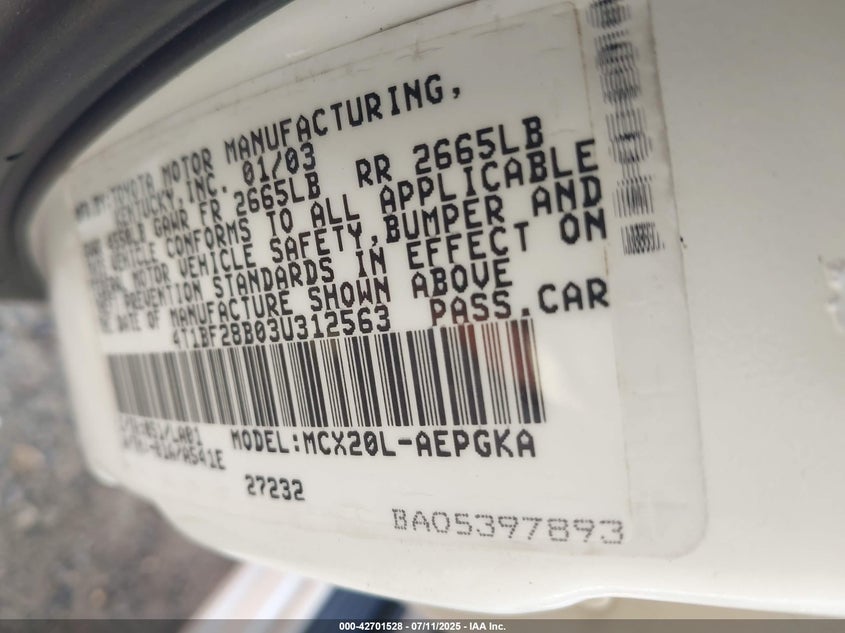 MFD BY:TOYOTA MOTOR MANUFACTURING,
KENTUCKY,INC. 01/03
GAWR FR 2665LB RR 2665LB
VEHICLE CONFORMS TO ALL APPLICABLE
MOTOR VEHICLE SAFETY,BUMPER AND
PREVENTION STANDARDS IN EFFECT ON
DATE OF MANUFACTURE SHOWN ABOVE
4T1BF28B03U312563 PASS.CAR
MODEL:MCX20L-AEPGKA
27232
BA05397893
000-42701528 - 07/11/2025 - IAA Inc.